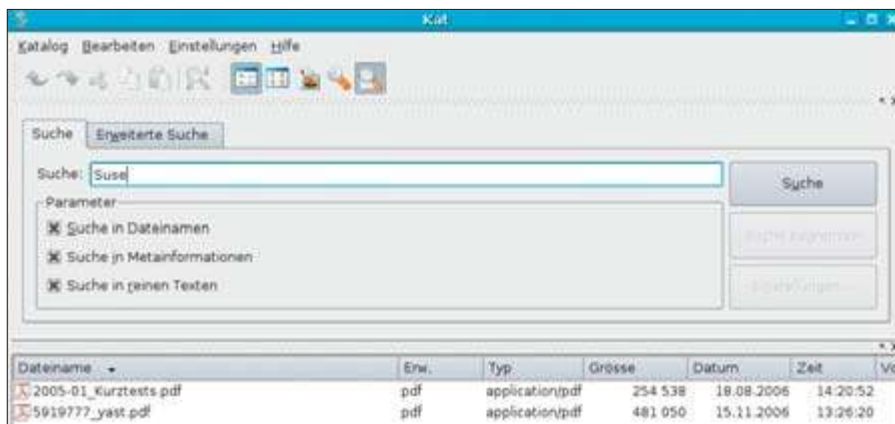 Kat
Katalog Bearbeiten Einstellungen Hilfe
Suche Erweiterte Suche
Suche: Suse Suche
Parameter
Suche in Dateinamen
Suche in Metainformationen
Suche in reinen Texten
Dateiname Erw. Typ Grösse Datum Zeit
2005-01_Kurztests.pdf pdf application/pdf 254 538 18.08.2006 14:20:52
5919777_yast.pdf pdf application/pdf 481 050 15.11.2006 13:26:20